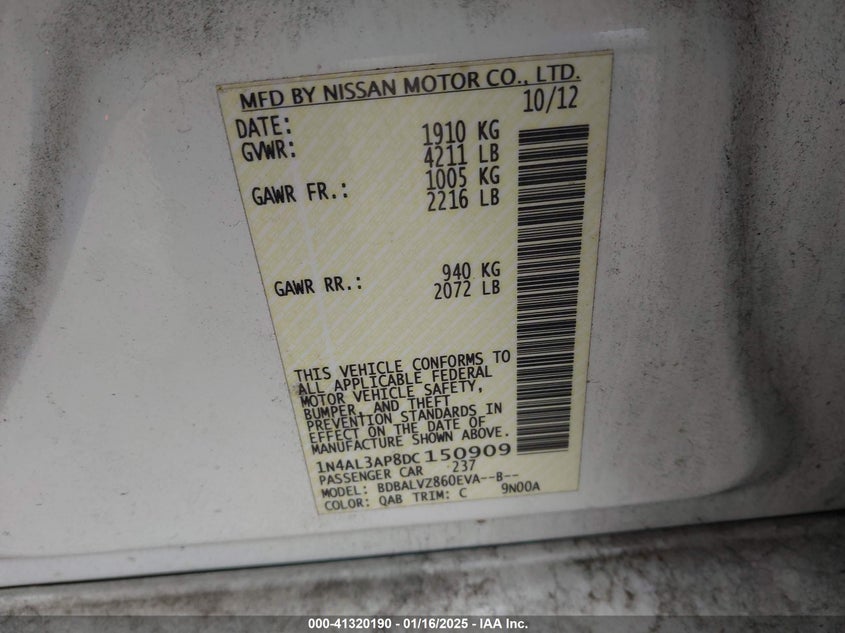 MFD BY NISSAN MOTOR CO., LTD.
DATE: 10/12
GVWR: 1910 KG
4211 LB
GAWR FR.: 1005 KG
2216 LB
GAWR RR.: 940 KG
2072 LB
THIS VEHICLE CONFORMS TO
ALL APPLICABLE FEDERAL
MOTOR VEHICLE SAFETY,
BUMPER, AND THEFT
PREVENTION STANDARDS IN
EFFECT ON THE DATE OF
MANUFACTURE SHOWN ABOVE.
1N4AL3AP8DC150909
PASSENGER CAR 237
MODEL: BDBALVZ860EVA--B--
COLOR: QAB TRIM: C 9N00A
000-41320190 - 01/16/2025 - IAA Inc.